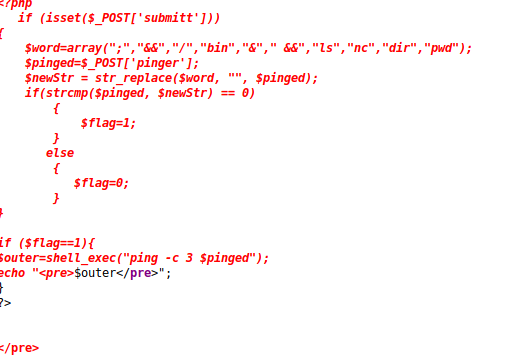 <?php
if (isset($_POST['submitt']))
{
$word=array(";","&&","/","bin","&"," &&","ls","nc","dir","pwd");
$pinged=$_POST['pinger'];
$newStr = str_replace($word, "", $pinged);
if(strcmp($pinged, $newStr) == 0)
{
$flag=1;
}
else
{
$flag=0;
}
}
if ($flag==1){
$outer=shell_exec("ping -c 3 $pinged");
echo "<pre>$outer</pre>";
}
?>
</pre>